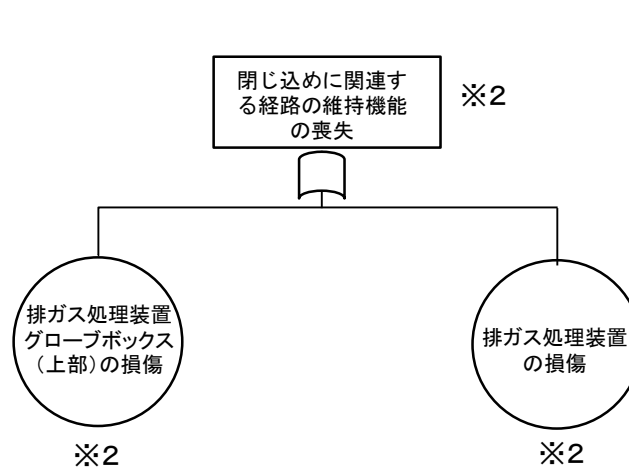 閉じ込めに関連す
る経路の維持機能
の喪失
※2
排ガス処理装置
グローブボックス
（上部）の損傷
※2
排ガス処理装置
の損傷
※2